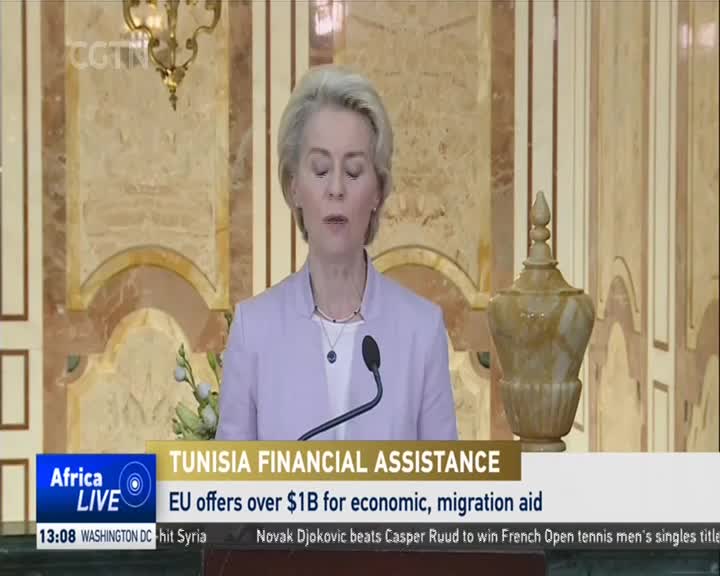 CGTN
TUNISIA FINANCIAL ASSISTANCE
Africa
LIVE
EU offers over $1B for economic, migration aid
13:08 WASHINGTON DC
-hit Syria Novak Djokovic beats Casper Ruud to win French Open tennis men's singles title